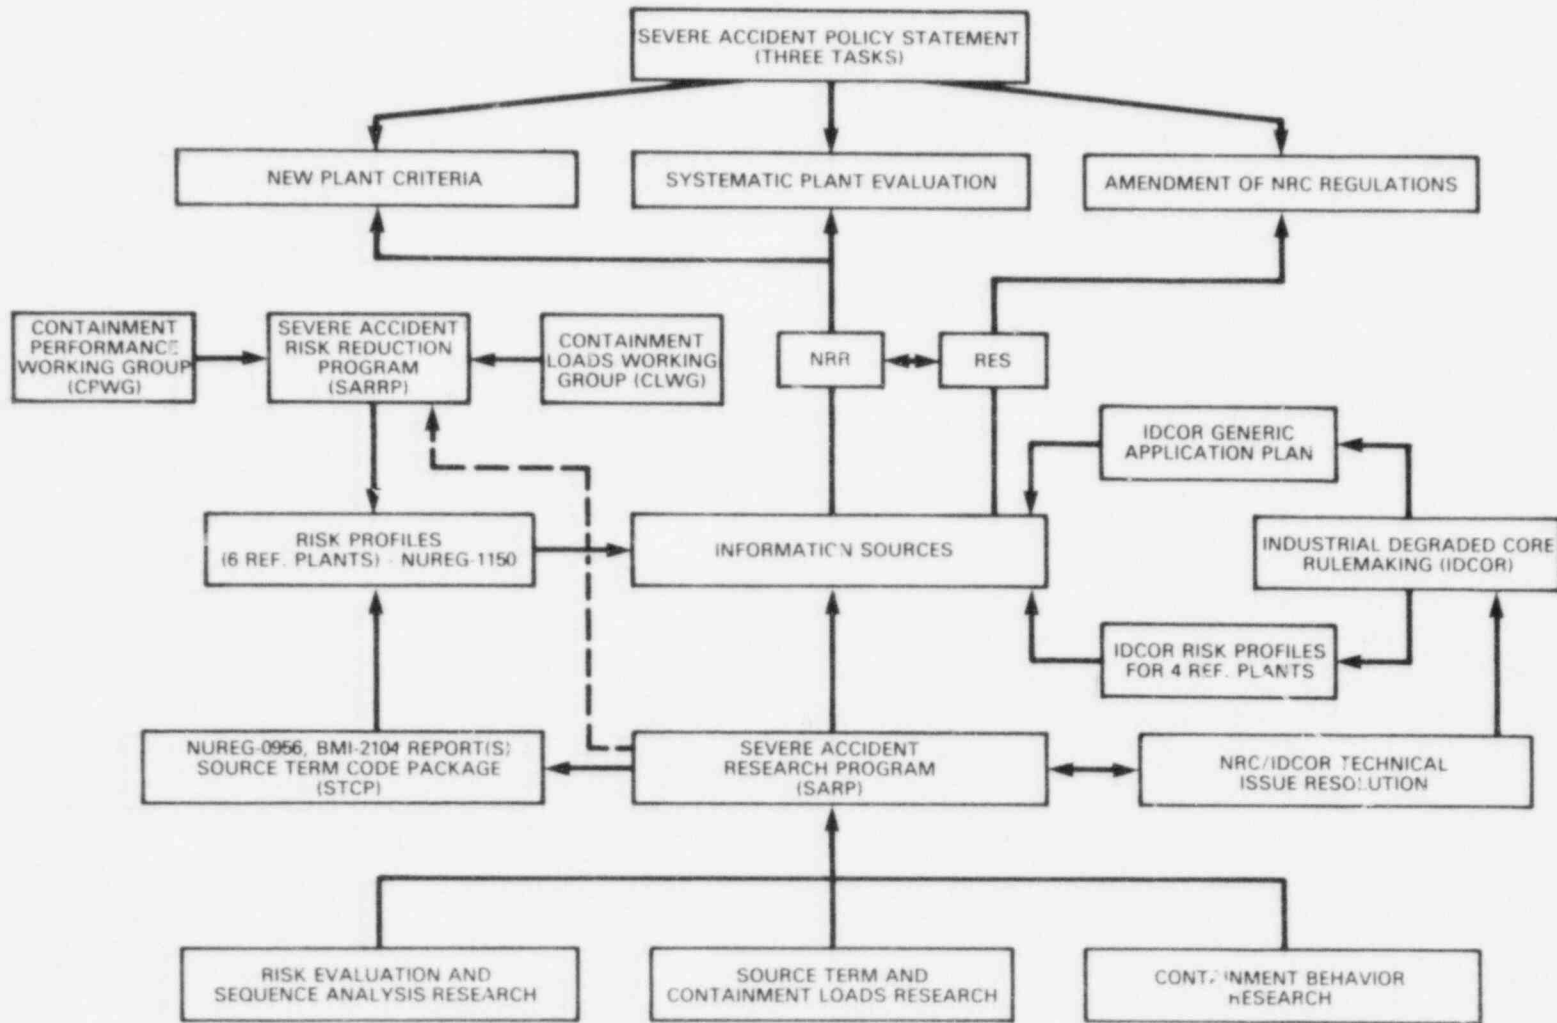 SEVERE ACCIDENT POLICY STATEMENT
(THREE TASKS)
NEW PLANT CRITERIA
SYSTEMATIC PLANT EVALUATION
AMENDMENT OF NRC REGULATIONS
CONTAINMENT
PERFORMANCE
WORKING GROUP
(CPWG)
SEVERE ACCIDENT
RISK REDUCTION
PROGRAM
(SARRP)
CONTAINMENT
LOADS WORKING
GROUP (CLWG)
NRR
RES
IDCOR GENERIC
APPLICATION PLAN
RISK PROFILES
(6 REF. PLANTS) - NUREG-1150
INFORMATION SOURCES
INDUSTRIAL DEGRADED CORE
RULEMAKING (IDCOR)
IDCOR RISK PROFILES
FOR 4 REF. PLANTS
NUREG-0956, BMI-2104 REPORT(S)
SOURCE TERM CODE PACKAGE
(STCP)
SEVERE ACCIDENT
RESEARCH PROGRAM
(SARP)
NRC/IDCOR TECHNICAL
ISSUE RESOLUTION
RISK EVALUATION AND
SEQUENCE ANALYSIS RESEARCH
SOURCE TERM AND
CONTAINMENT LOADS RESEARCH
CONTAINMENT BEHAVIOR
RESEARCH